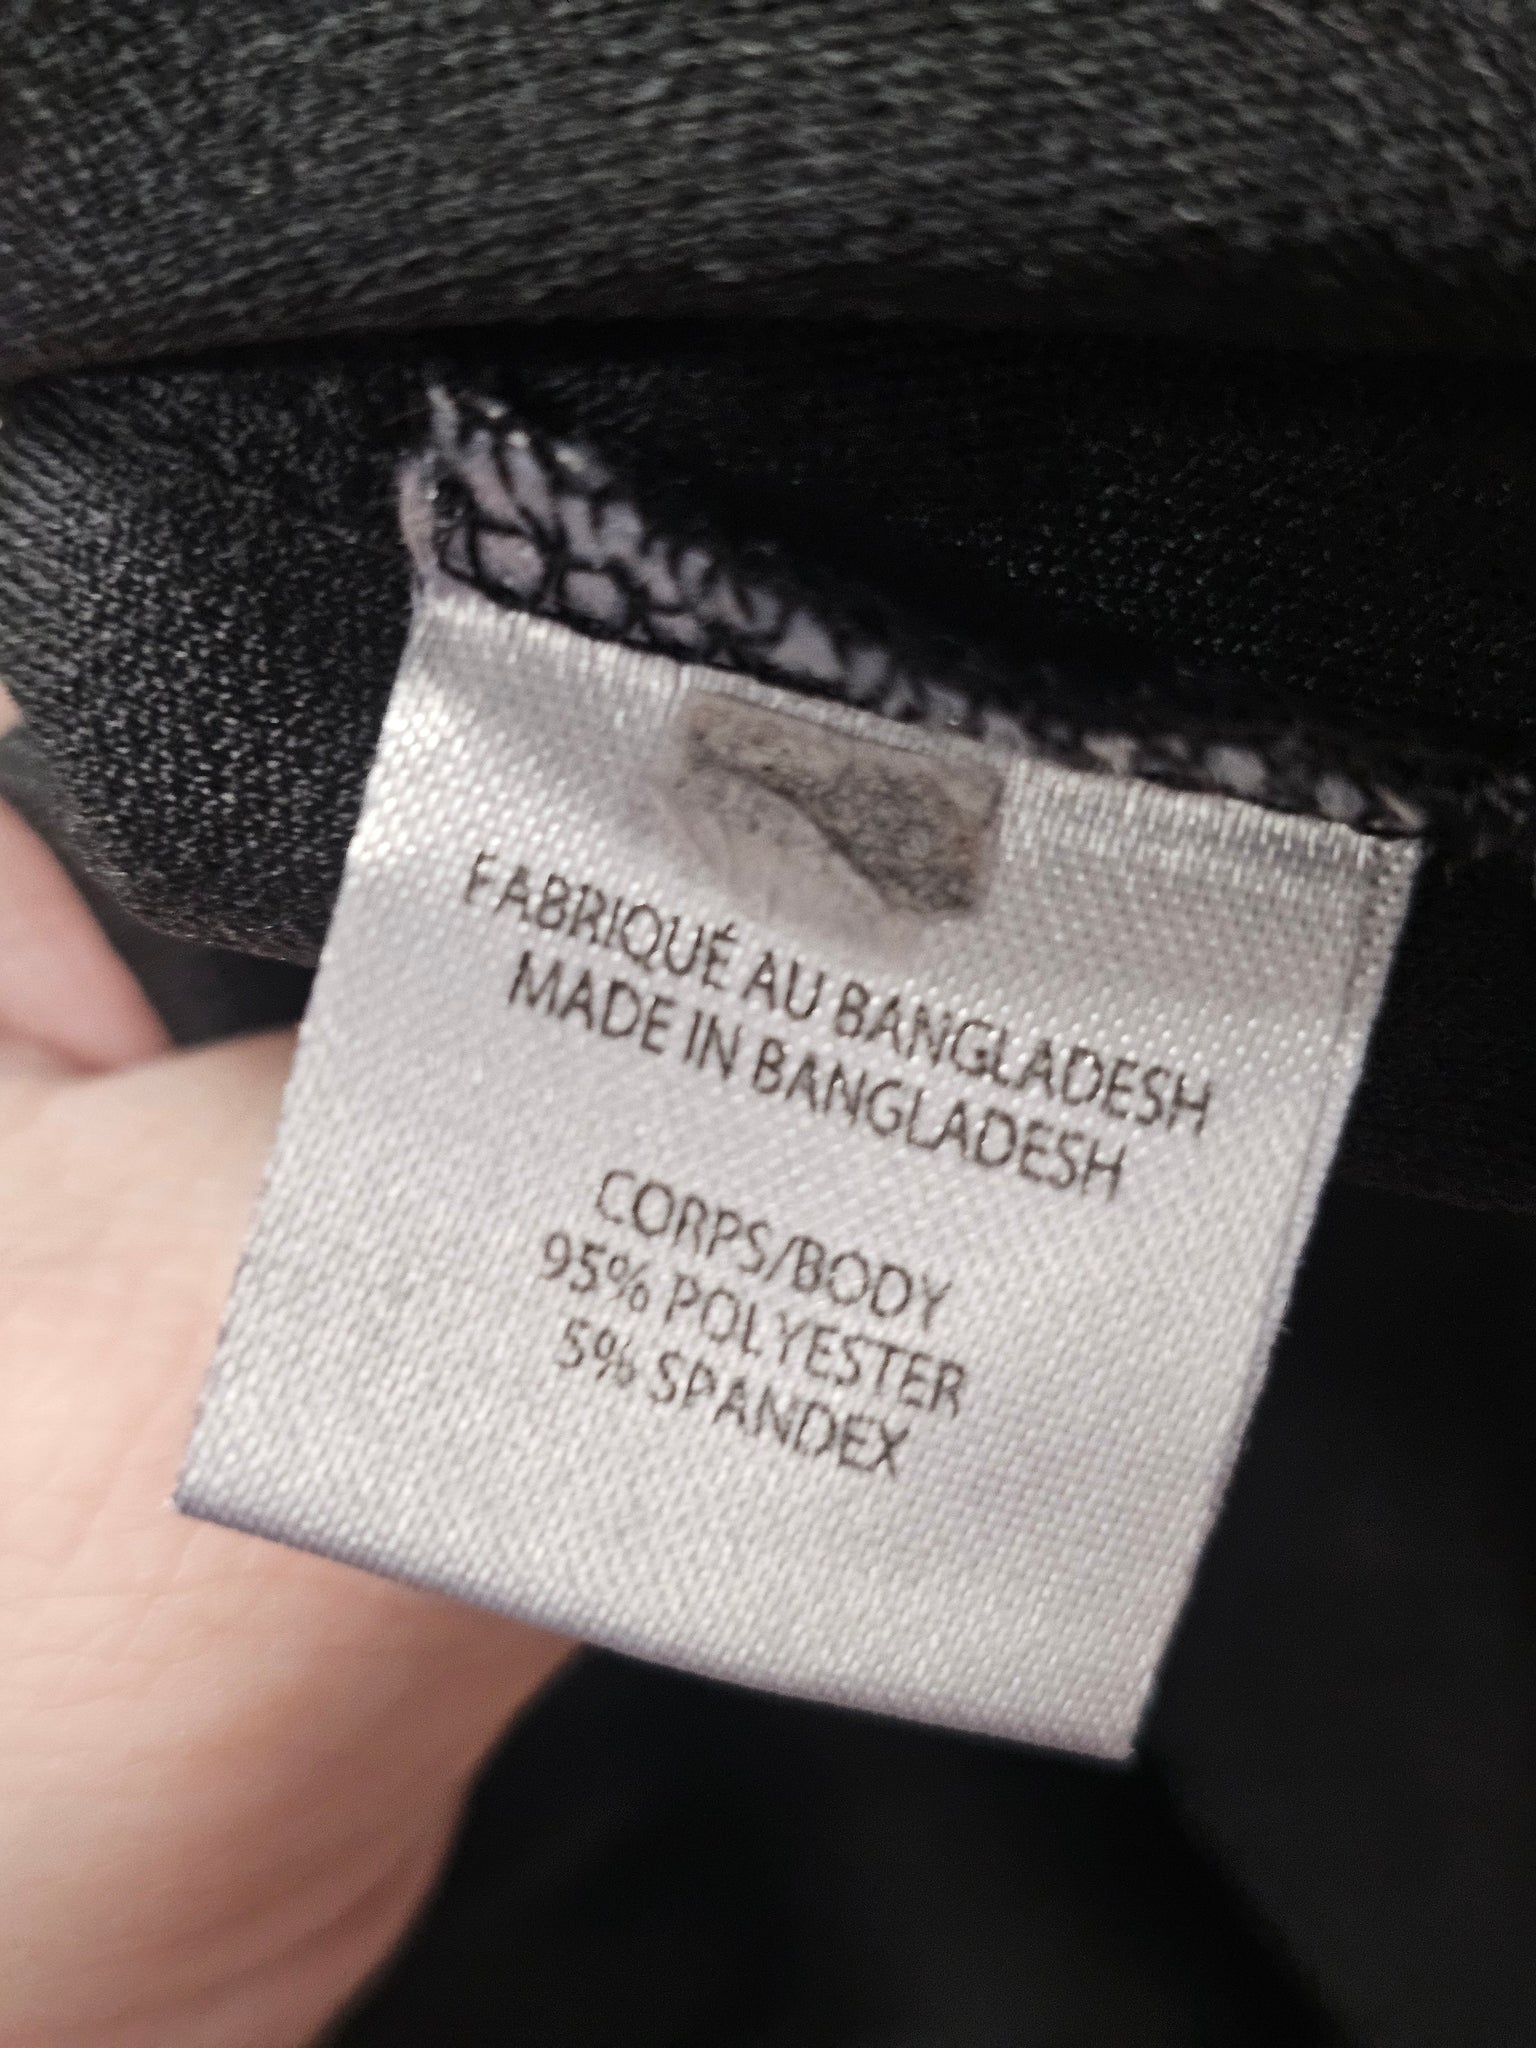 FABRIQUÉ AU BANGLADESH
MADE IN BANGLADESH
CORPS/BODY
95% POLYESTER
5% SPANDEX